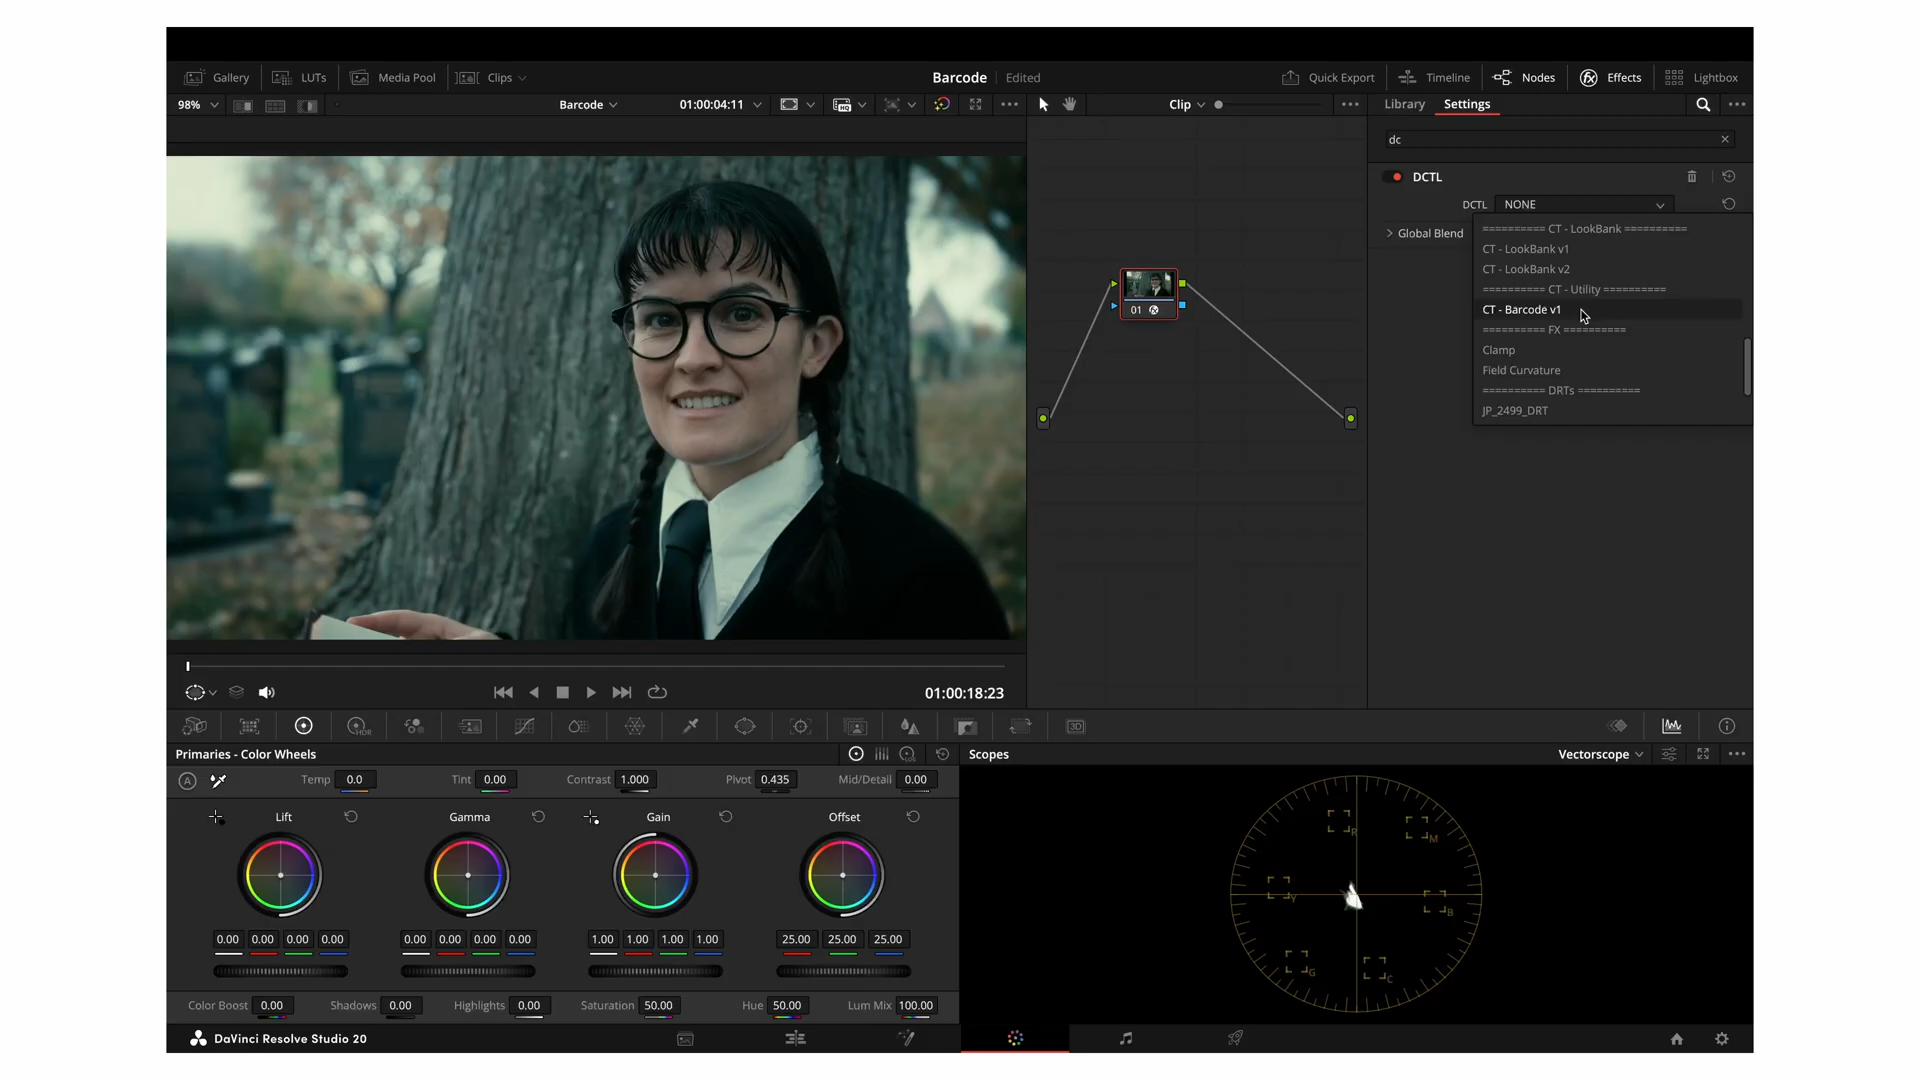 Gallery LUTs Media Pool Clips Barcode Edited Quick Export Timeline Nodes Effects Lightbox
98% Barcode 01:00:04:11 HQ Clip Library Settings
dc
DCTL
DCTL NONE
Global Blend
========== CT - LookBank ==========
CT - LookBank v1
CT - LookBank v2
========== CT - Utility ==========
CT - Barcode v1
========== FX ==========
Clamp
Field Curvature
========== DRTs ==========
JP_2499_DRT
01
01:00:18:23
HDR 3D
Primaries - Color Wheels LOG Scopes Vectorscope
A Temp 0.0 Tint 0.00 Contrast 1.000 Pivot 0.435 Mid/Detail 0.00
Lift Gamma Gain Offset
0.00 0.00 0.00 0.00 0.00 0.00 0.00 0.00 1.00 1.00 1.00 1.00 25.00 25.00 25.00
Color Boost 0.00 Shadows 0.00 Highlights 0.00 Saturation 50.00 Hue 50.00 Lum Mix 100.00
R
M
Y
B
G
C
DaVinci Resolve Studio 20